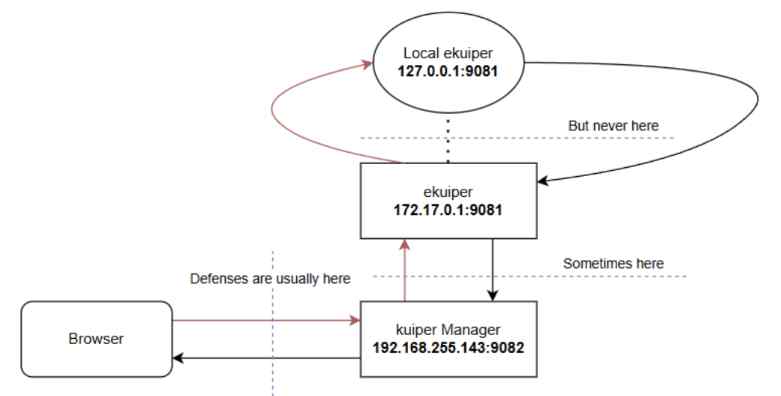 Local ekuiper
127.0.0.1:9081
But never here
ekuiper
172.17.0.1:9081
Sometimes here
Defenses are usually here
Browser
kuiper Manager
192.168.255.143:9082